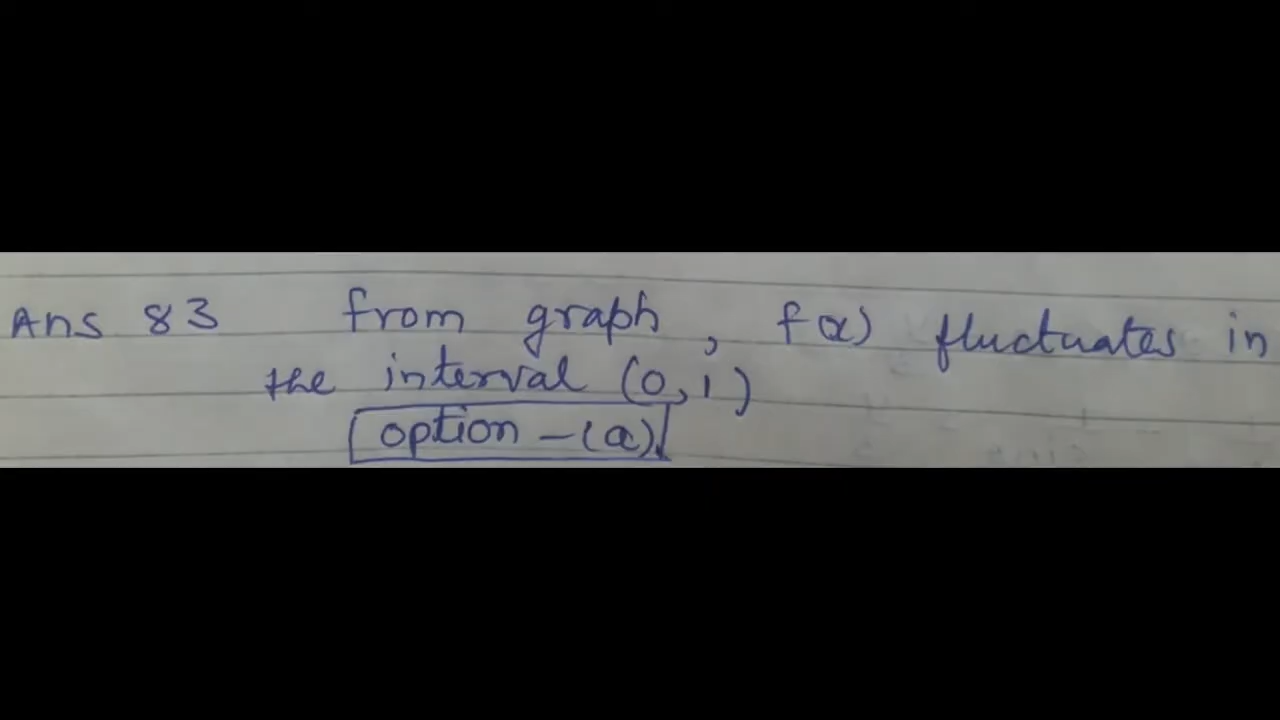 Ans 83 from graph, f(x) fluctuates in
the interval (0,1)
option - (a)